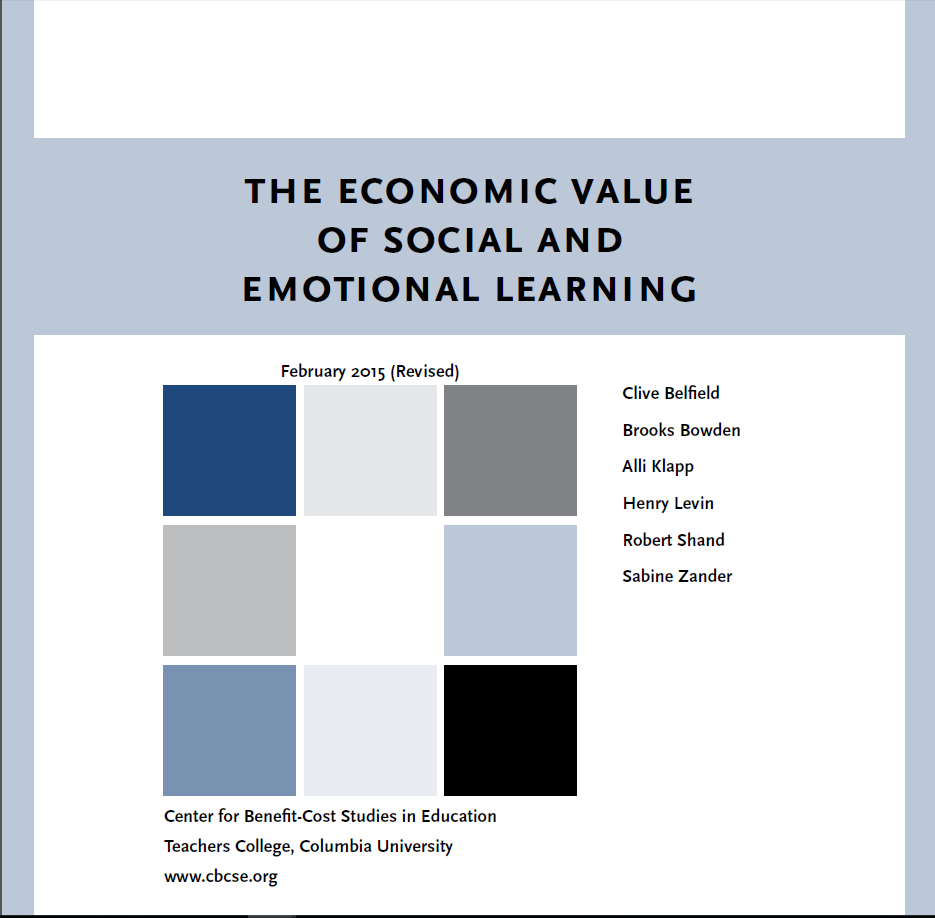 THE ECONOMIC VALUE
OF SOCIAL AND
EMOTIONAL LEARNING
February 2015 (Revised)
Clive Belfield
Brooks Bowden
Alli Klapp
Henry Levin
Robert Shand
Sabine Zander
Center for Benefit-Cost Studies in Education
Teachers College, Columbia University
www.cbcse.org